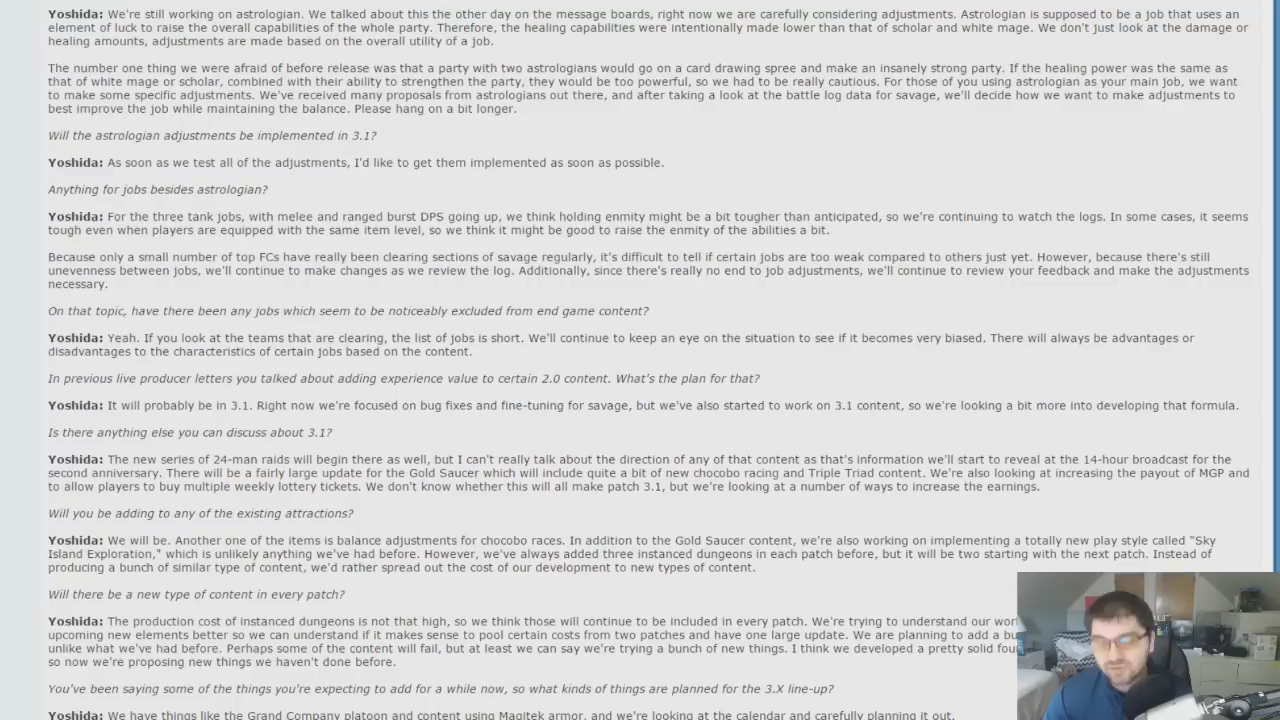 Yoshida: We're still working on astrologian. We talked about this the other day on the message boards, right now we are carefully considering adjustments. Astrologian is supposed to be a job that uses an
element of luck to raise the overall capabilities of the whole party. Therefore, the healing capabilities were intentionally made lower than that of scholar and white mage. We don't just look at the damage or
healing amounts, adjustments are made based on the overall utility of a job.
The number one thing we were afraid of before release was that a party with two astrologians would go on a card drawing spree and make an insanely strong party. If the healing power was the same as
that of white mage or scholar, combined with their ability to strengthen the party, they would be too powerful, so we had to be really cautious. For those of you using astrologian as your main job, we want
to make some specific adjustments. We've received many proposals from astrologians out there, and after taking a look at the battle log data for savage, we'll decide how we want to make adjustments to
best improve the job while maintaining the balance. Please hang on a bit longer.
Will the astrologian adjustments be implemented in 3.1?
Yoshida: As soon as we test all of the adjustments, I'd like to get them implemented as soon as possible.
Anything for jobs besides astrologian?
Yoshida: For the three tank jobs, with melee and ranged burst DPS going up, we think holding enmity might be a bit tougher than anticipated, so we're continuing to watch the logs. In some cases, it seems
tough even when players are equipped with the same item level, so we think it might be good to raise the enmity of the abilities a bit.
Because only a small number of top FCs have really been clearing sections of savage regularly, it's difficult to tell if certain jobs are too weak compared to others just yet. However, because there's still
unevenness between jobs, we'll continue to make changes as we review the log. Additionally, since there's really no end to job adjustments, we'll continue to review your feedback and make the adjustments
necessary.
On that topic, have there been any jobs which seem to be noticeably excluded from end game content?
Yoshida: Yeah. If you look at the teams that are clearing, the list of jobs is short. We'll continue to keep an eye on the situation to see if it becomes very biased. There will always be advantages or
disadvantages to the characteristics of certain jobs based on the content.
In previous live producer letters you talked about adding experience value to certain 2.0 content. What's the plan for that?
Yoshida: It will probably be in 3.1. Right now we're focused on bug fixes and fine-tuning for savage, but we've also started to work on 3.1 content, so we're looking a bit more into developing that formula.
Is there anything else you can discuss about 3.1?
Yoshida: The new series of 24-man raids will begin there as well, but I can't really talk about the direction of any of that content as that's information we'll start to reveal at the 14-hour broadcast for the
second anniversary. There will be a fairly large update for the Gold Saucer which will include quite a bit of new chocobo racing and Triple Triad content. We're also looking at increasing the payout of MGP and
to allow players to buy multiple weekly lottery tickets. We don't know whether this will all make patch 3.1, but we're looking at a number of ways to increase the earnings.
Will you be adding to any of the existing attractions?
Yoshida: We will be. Another one of the items is balance adjustments for chocobo races. In addition to the Gold Saucer content, we're also working on implementing a totally new play style called "Sky
Island Exploration," which is unlikely anything we've had before. However, we've always added three instanced dungeons in each patch before, but it will be two starting with the next patch. Instead of
producing a bunch of similar type of content, we'd rather spread out the cost of our development to new types of content.
Will there be a new type of content in every patch?
Yoshida: The production cost of instanced dungeons is not that high, so we think those will continue to be included in every patch. We're trying to understand our
upcoming new elements better so we can understand if it makes sense to pool certain costs from two patches and have one large update. We are planning to add a
unlike what we've had before. Perhaps some of the content will fail, but at least we can say we're trying a bunch of new things. I think we developed a pretty solid
so now we're proposing new things we haven't done before.
You've been saying some of the things you're expecting to add for a while now, so what kinds of things are planned for the 3.X line-up?
Yoshida: We have things like the Grand Company platoon and content using Magitek armor, and we're looking at the calendar and carefully planning it out.